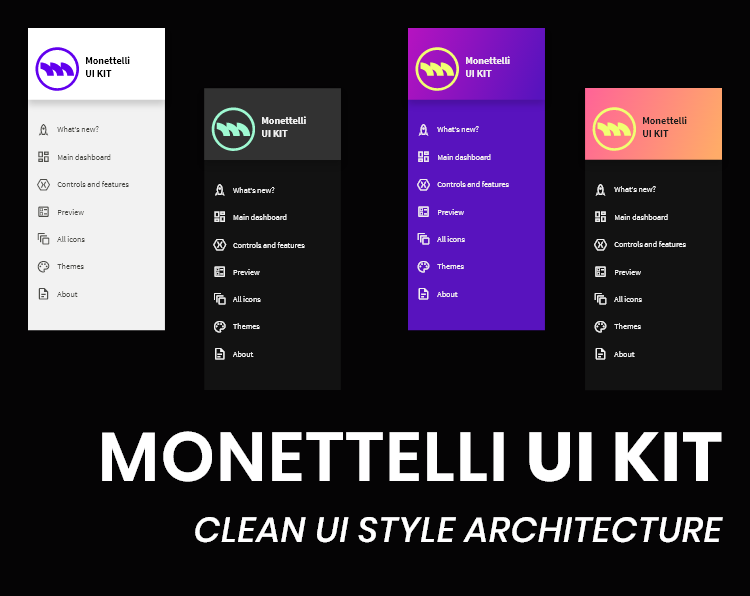 Monettelli
UI KIT
What's new?
Main dashboard
Controls and features
Preview
All icons
Themes
About
Monettelli
UI KIT
What's new?
Main dashboard
Controls and features
Preview
All icons
Themes
About
Monettelli
UI KIT
What's new?
Main dashboard
Controls and features
Preview
All icons
Themes
About
Monettelli
UI KIT
What's new?
Main dashboard
Controls and features
Preview
All icons
Themes
About
MONETTELLI UI KIT
CLEAN UI STYLE ARCHITECTURE